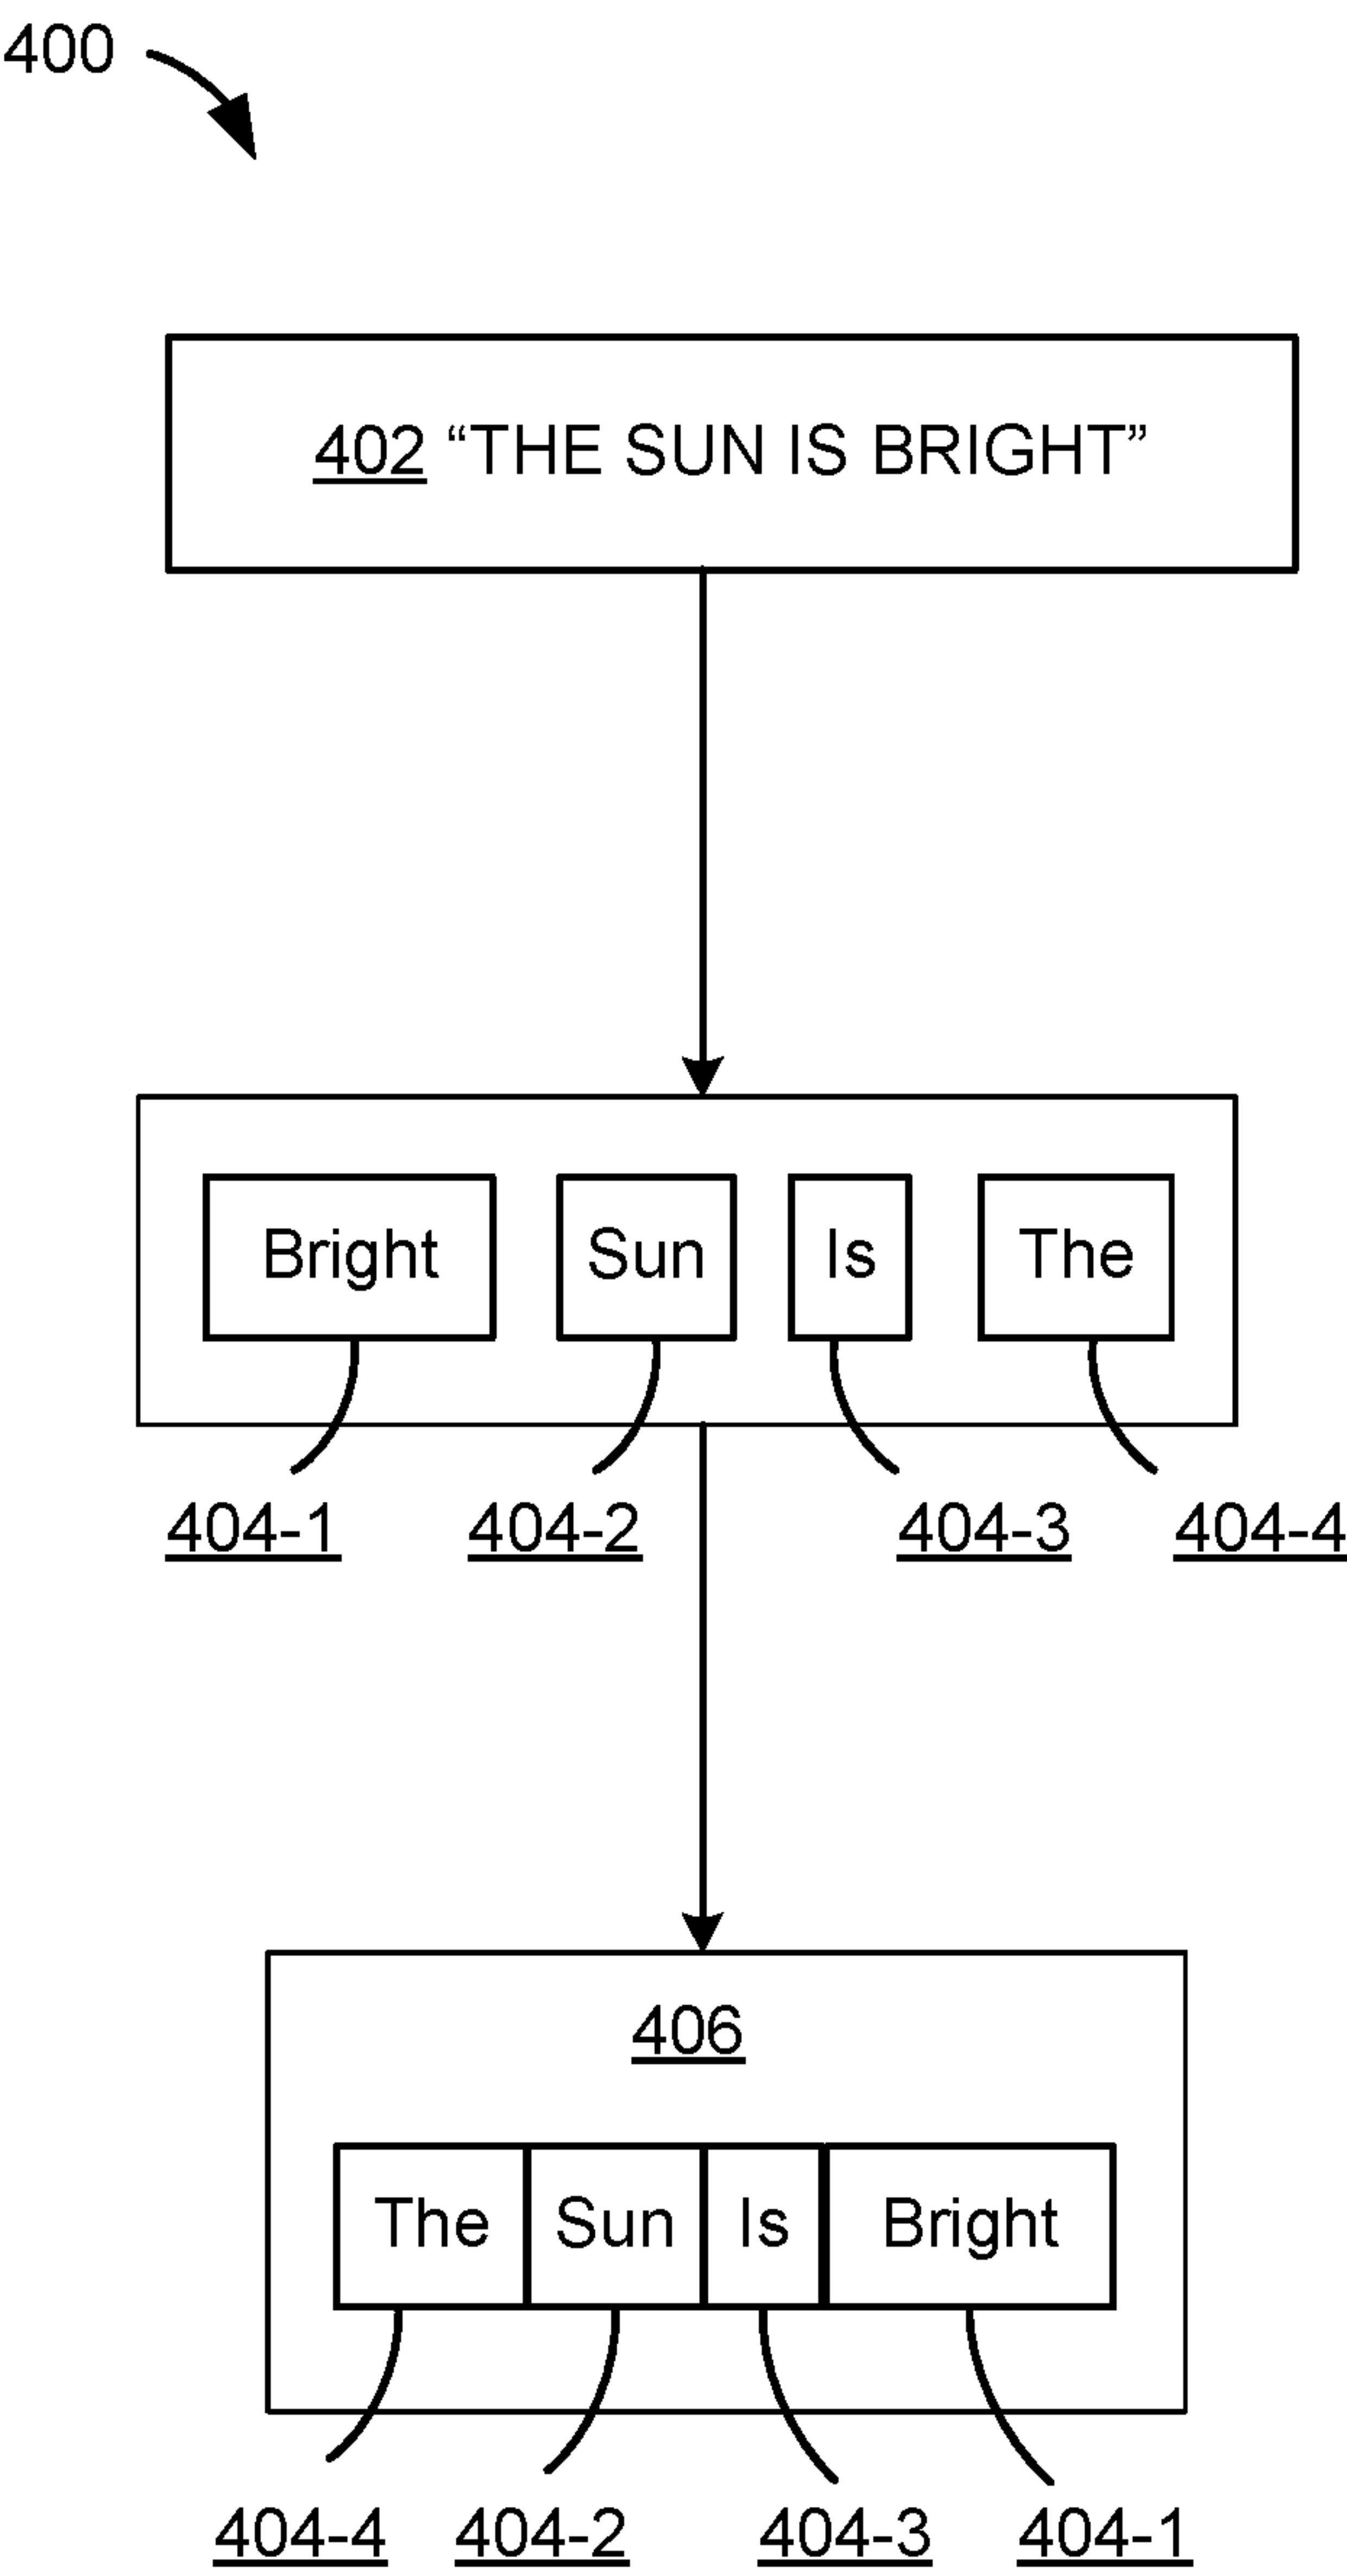 400
402 “THE SUN IS BRIGHT”
Bright Sun Is The
404-1 404-2 404-3 404-4
406
The Sun Is Bright
404-4 404-2 404-3 404-1